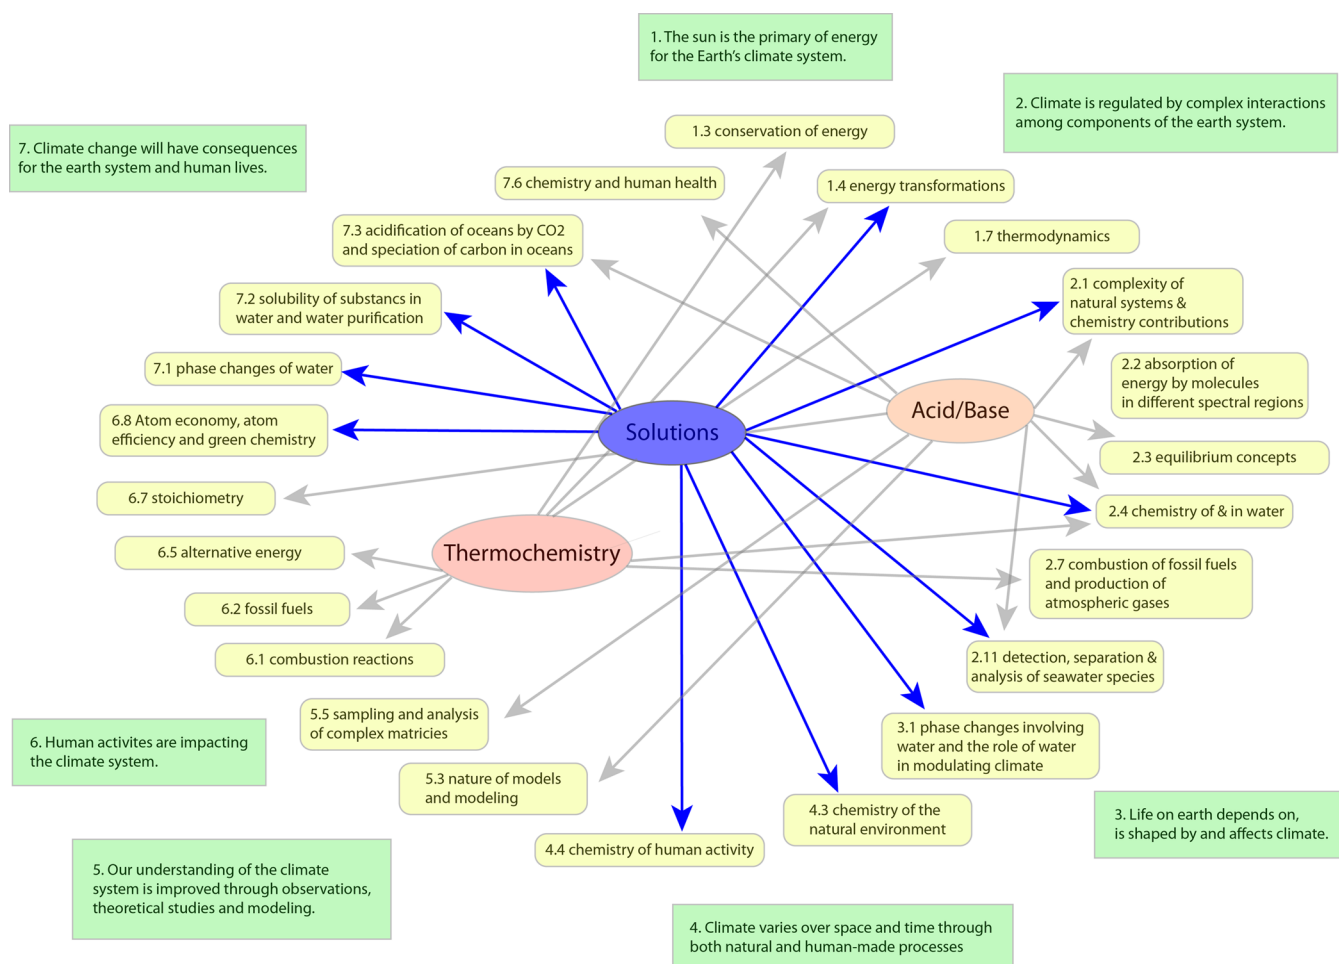 1. The sun is the primary of energy
for the Earth's climate system.
2. Climate is regulated by complex interactions
among components of the earth system.
7. Climate change will have consequences
for the earth system and human lives.
1.3 conservation of energy
7.6 chemistry and human health
1.4 energy transformations
7.3 acidification of oceans by CO2
and speciation of carbon in oceans
1.7 thermodynamics
7.2 solubility of substancs in
water and water purification
2.1 complexity of
natural systems &
chemistry contributions
7.1 phase changes of water
2.2 absorption of
energy by molecules
in different spectral regions
6.8 Atom economy, atom
efficiency and green chemistry
Solutions
Acid/Base
2.3 equilibrium concepts
6.7 stoichiometry
2.4 chemistry of & in water
6.5 alternative energy
Thermochemistry
2.7 combustion of fossil fuels
and production of
atmospheric gases
6.2 fossil fuels
6.1 combustion reactions
2.11 detection, separation &
analysis of seawater species
5.5 sampling and analysis
of complex matricies
3.1 phase changes involving
water and the role of water
in modulating climate
6. Human activites are impacting
the climate system.
5.3 nature of models
and modeling
4.3 chemistry of the
natural environment
3. Life on earth depends on,
is shaped by and affects climate.
4.4 chemistry of human activity
5. Our understanding of the climate
system is improved through observations,
theoretical studies and modeling.
4. Climate varies over space and time through
both natural and human-made processes